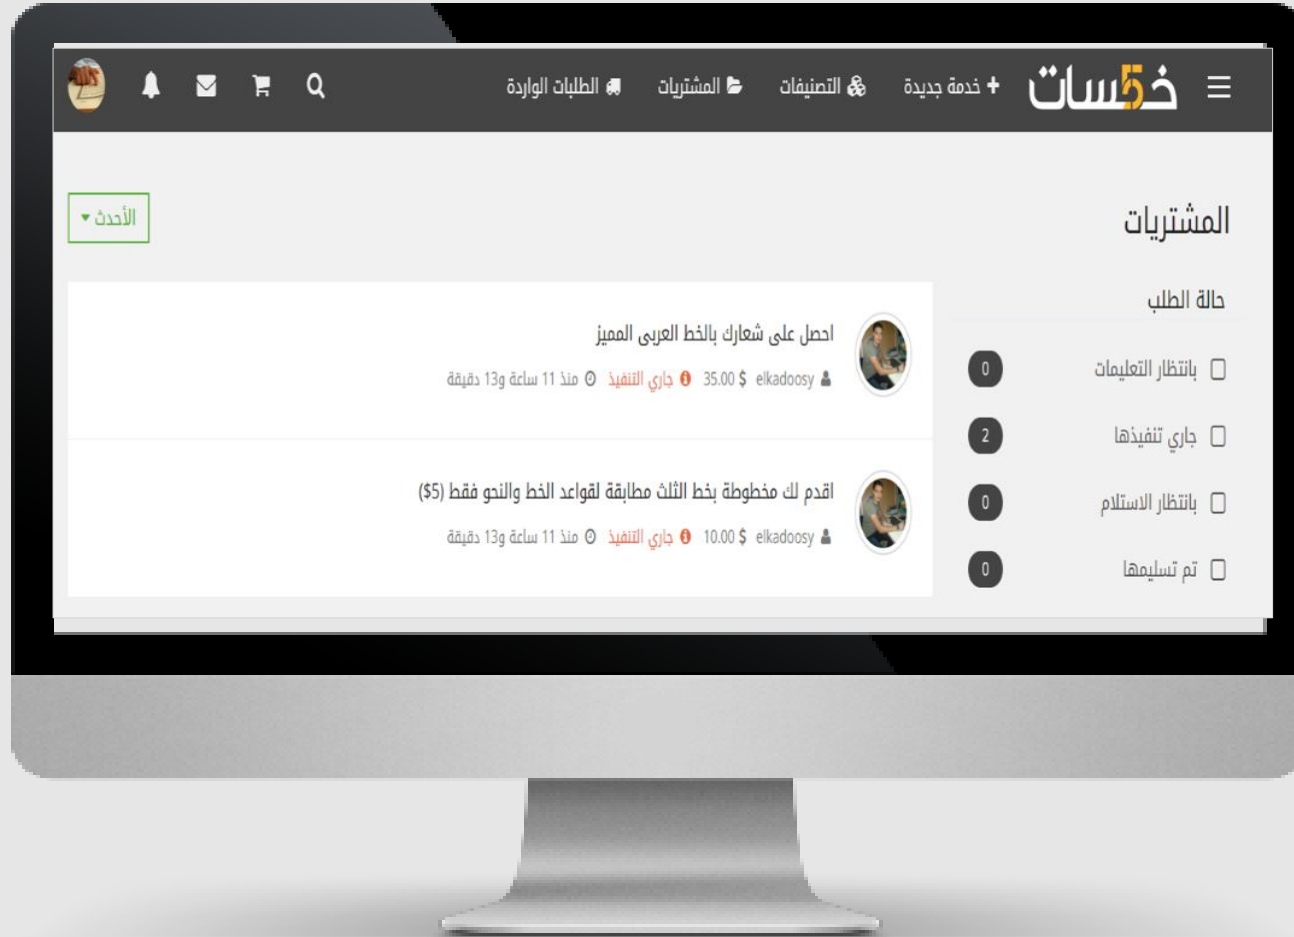 خ5سات
+ خدمة جديدة
التصنيفات
المشتريات
الطلبات الواردة
المشتريات
الأحدث
حالة الطلب
بانتظار التعليمات 0
جاري تنفيذها 2
بانتظار الاستلام 0
تم تسليمها 0
احصل على شعارك بالخط العربى المميز
elkadoosy $ 35.00 جاري التنفيذ منذ 11 ساعة و13 دقيقة
اقدم لك مخطوطة بخط الثلث مطابقة لقواعد الخط والنحو فقط (5$)
elkadoosy $ 10.00 جاري التنفيذ منذ 11 ساعة و13 دقيقة